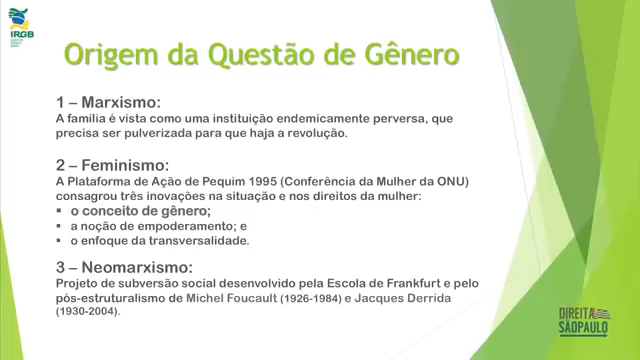 IRGB
Origem da Questão de Gênero
1 – Marxismo:
A família é vista como uma instituição endemicamente perversa, que
precisa ser pulverizada para que haja a revolução.
2 – Feminismo:
A Plataforma de Ação de Pequim 1995 (Conferência da Mulher da ONU)
consagrou três inovações na situação e nos direitos da mulher:
▪ o conceito de gênero;
▪ a noção de empoderamento; e
▪ o enfoque da transversalidade.
3 – Neomarxismo:
Projeto de subversão social desenvolvido pela Escola de Frankfurt e pelo
pós-estruturalismo de Michel Foucault (1926-1984) e Jacques Derrida
(1930-2004).
DIREITA
SÃOPAULO